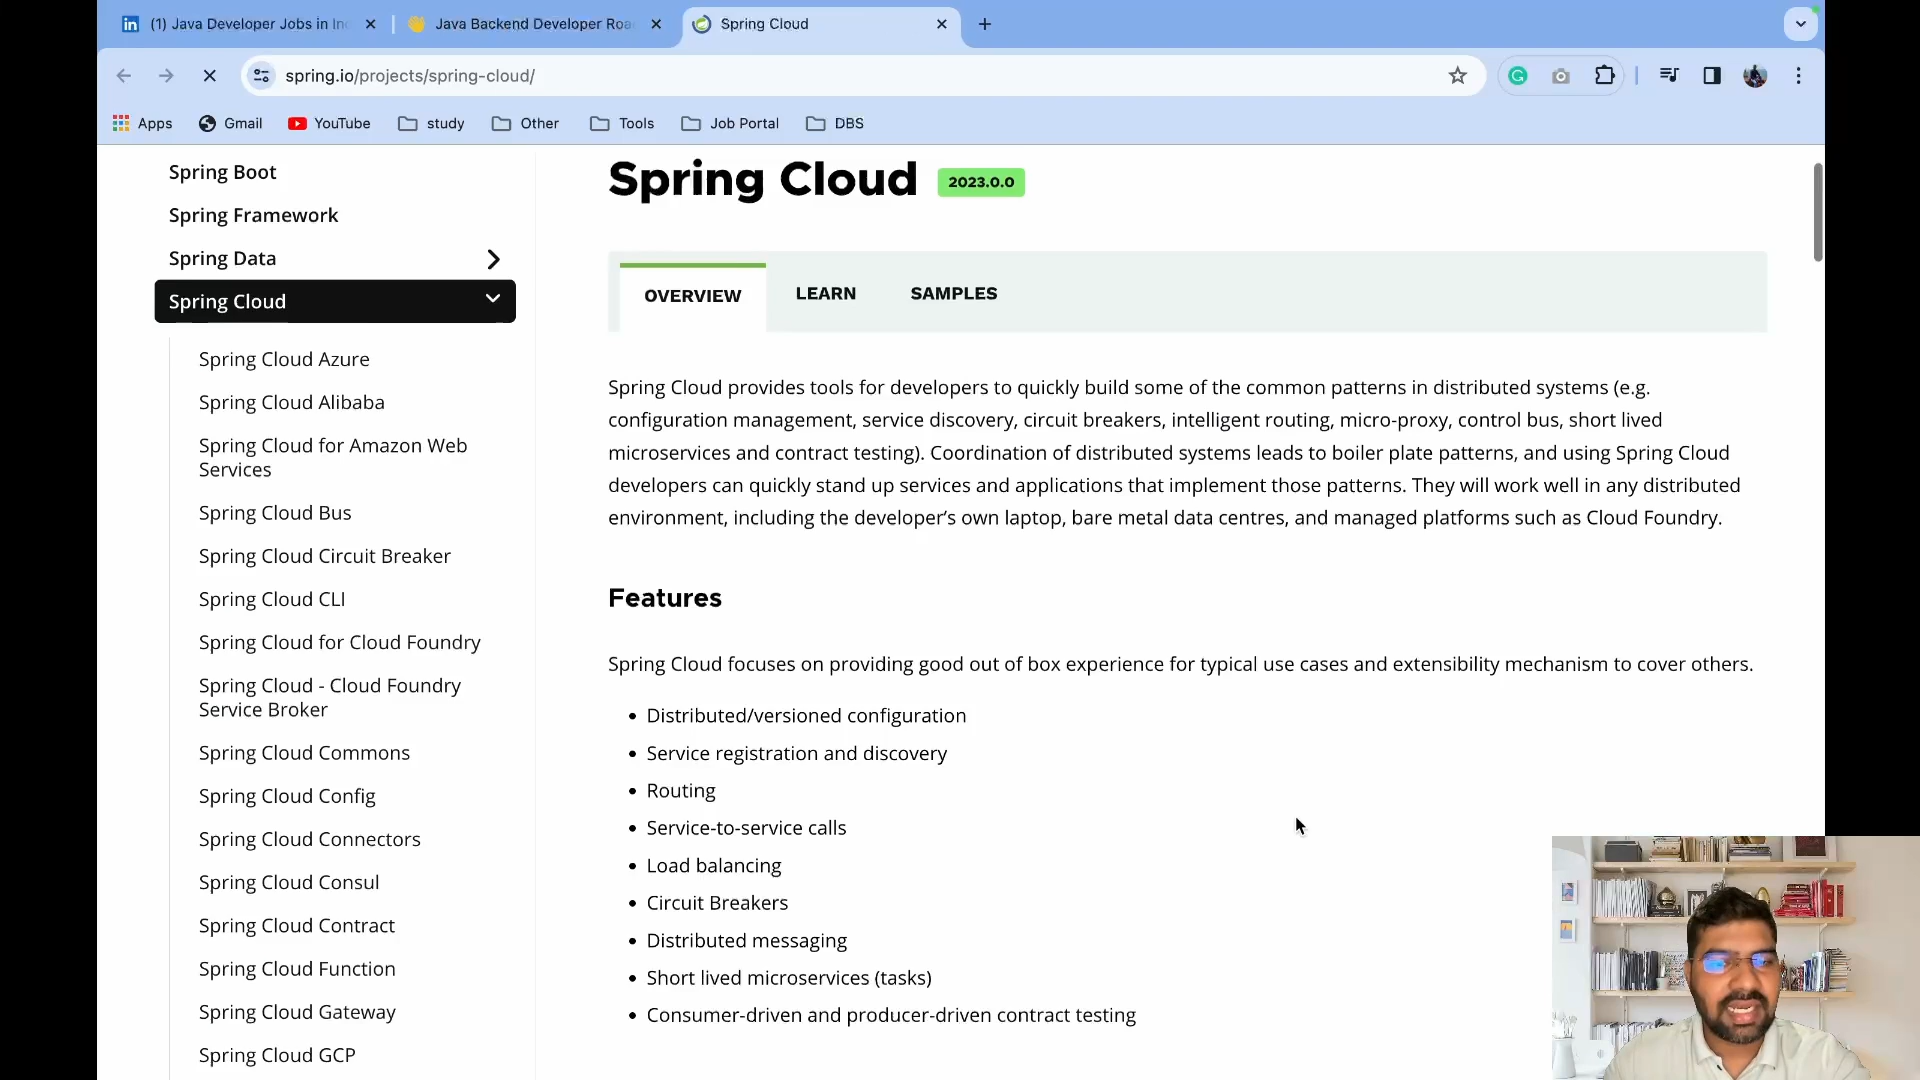 (1) Java Developer Jobs in Ind
Java Backend Developer Roa
Spring Cloud
spring.io/projects/spring-cloud/
Apps
Gmail
YouTube
study
Other
Tools
Job Portal
DBS
Spring Boot
Spring Framework
Spring Data
Spring Cloud
Spring Cloud Azure
Spring Cloud Alibaba
Spring Cloud for Amazon Web
Services
Spring Cloud Bus
Spring Cloud Circuit Breaker
Spring Cloud CLI
Spring Cloud for Cloud Foundry
Spring Cloud - Cloud Foundry
Service Broker
Spring Cloud Commons
Spring Cloud Config
Spring Cloud Connectors
Spring Cloud Consul
Spring Cloud Contract
Spring Cloud Function
Spring Cloud Gateway
Spring Cloud GCP
Spring Cloud 2023.0.0
OVERVIEW LEARN SAMPLES
Spring Cloud provides tools for developers to quickly build some of the common patterns in distributed systems (e.g.
configuration management, service discovery, circuit breakers, intelligent routing, micro-proxy, control bus, short lived
microservices and contract testing). Coordination of distributed systems leads to boiler plate patterns, and using Spring Cloud
developers can quickly stand up services and applications that implement those patterns. They will work well in any distributed
environment, including the developer’s own laptop, bare metal data centres, and managed platforms such as Cloud Foundry.
Features
Spring Cloud focuses on providing good out of box experience for typical use cases and extensibility mechanism to cover others.
• Distributed/versioned configuration
• Service registration and discovery
• Routing
• Service-to-service calls
• Load balancing
• Circuit Breakers
• Distributed messaging
• Short lived microservices (tasks)
• Consumer-driven and producer-driven contract testing